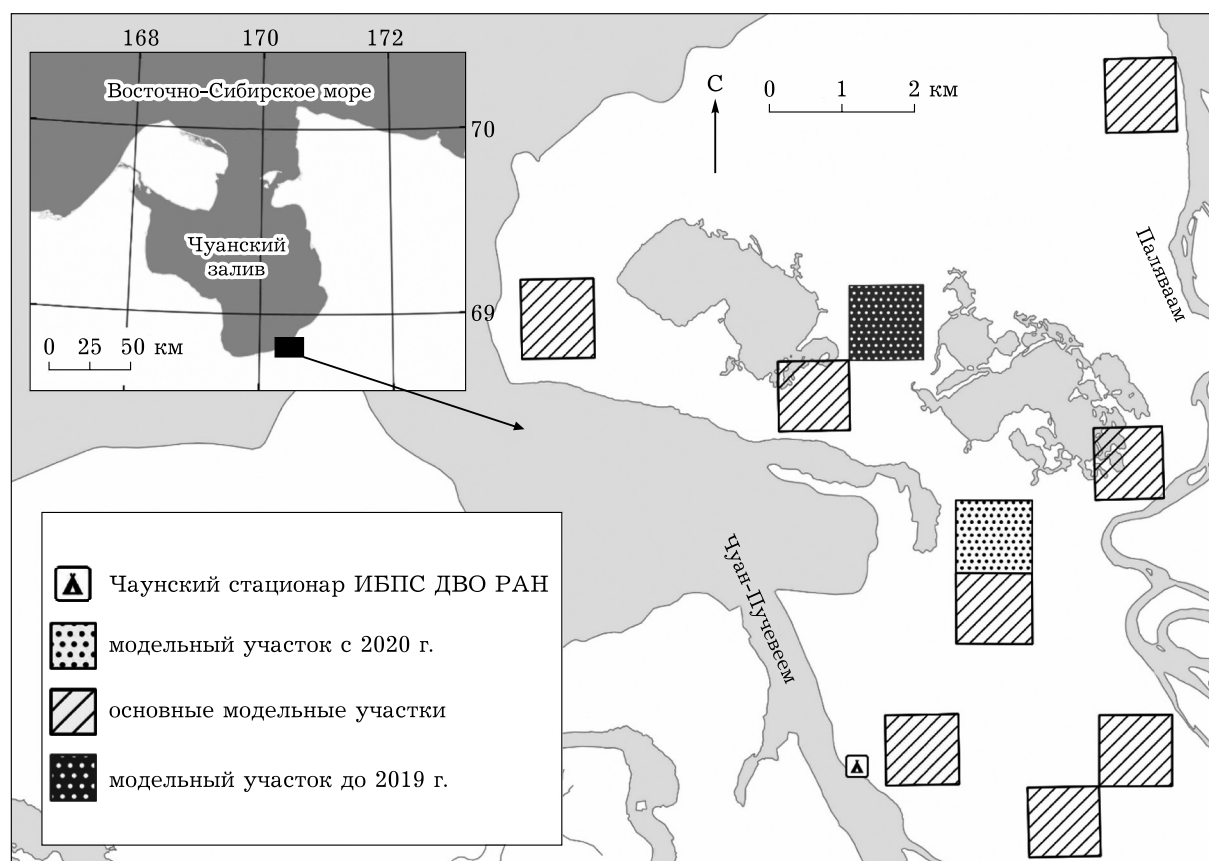 168 170 172
Восточно-Сибирское море
70
Чуанский
залив
69
0 25 50 км
С
0 1 2 км
Паляваам
Чуан-Пучевеем
Чаунский стационар ИБПС ДВО РАН
модельный участок с 2020 г.
основные модельные участки
модельный участок до 2019 г.